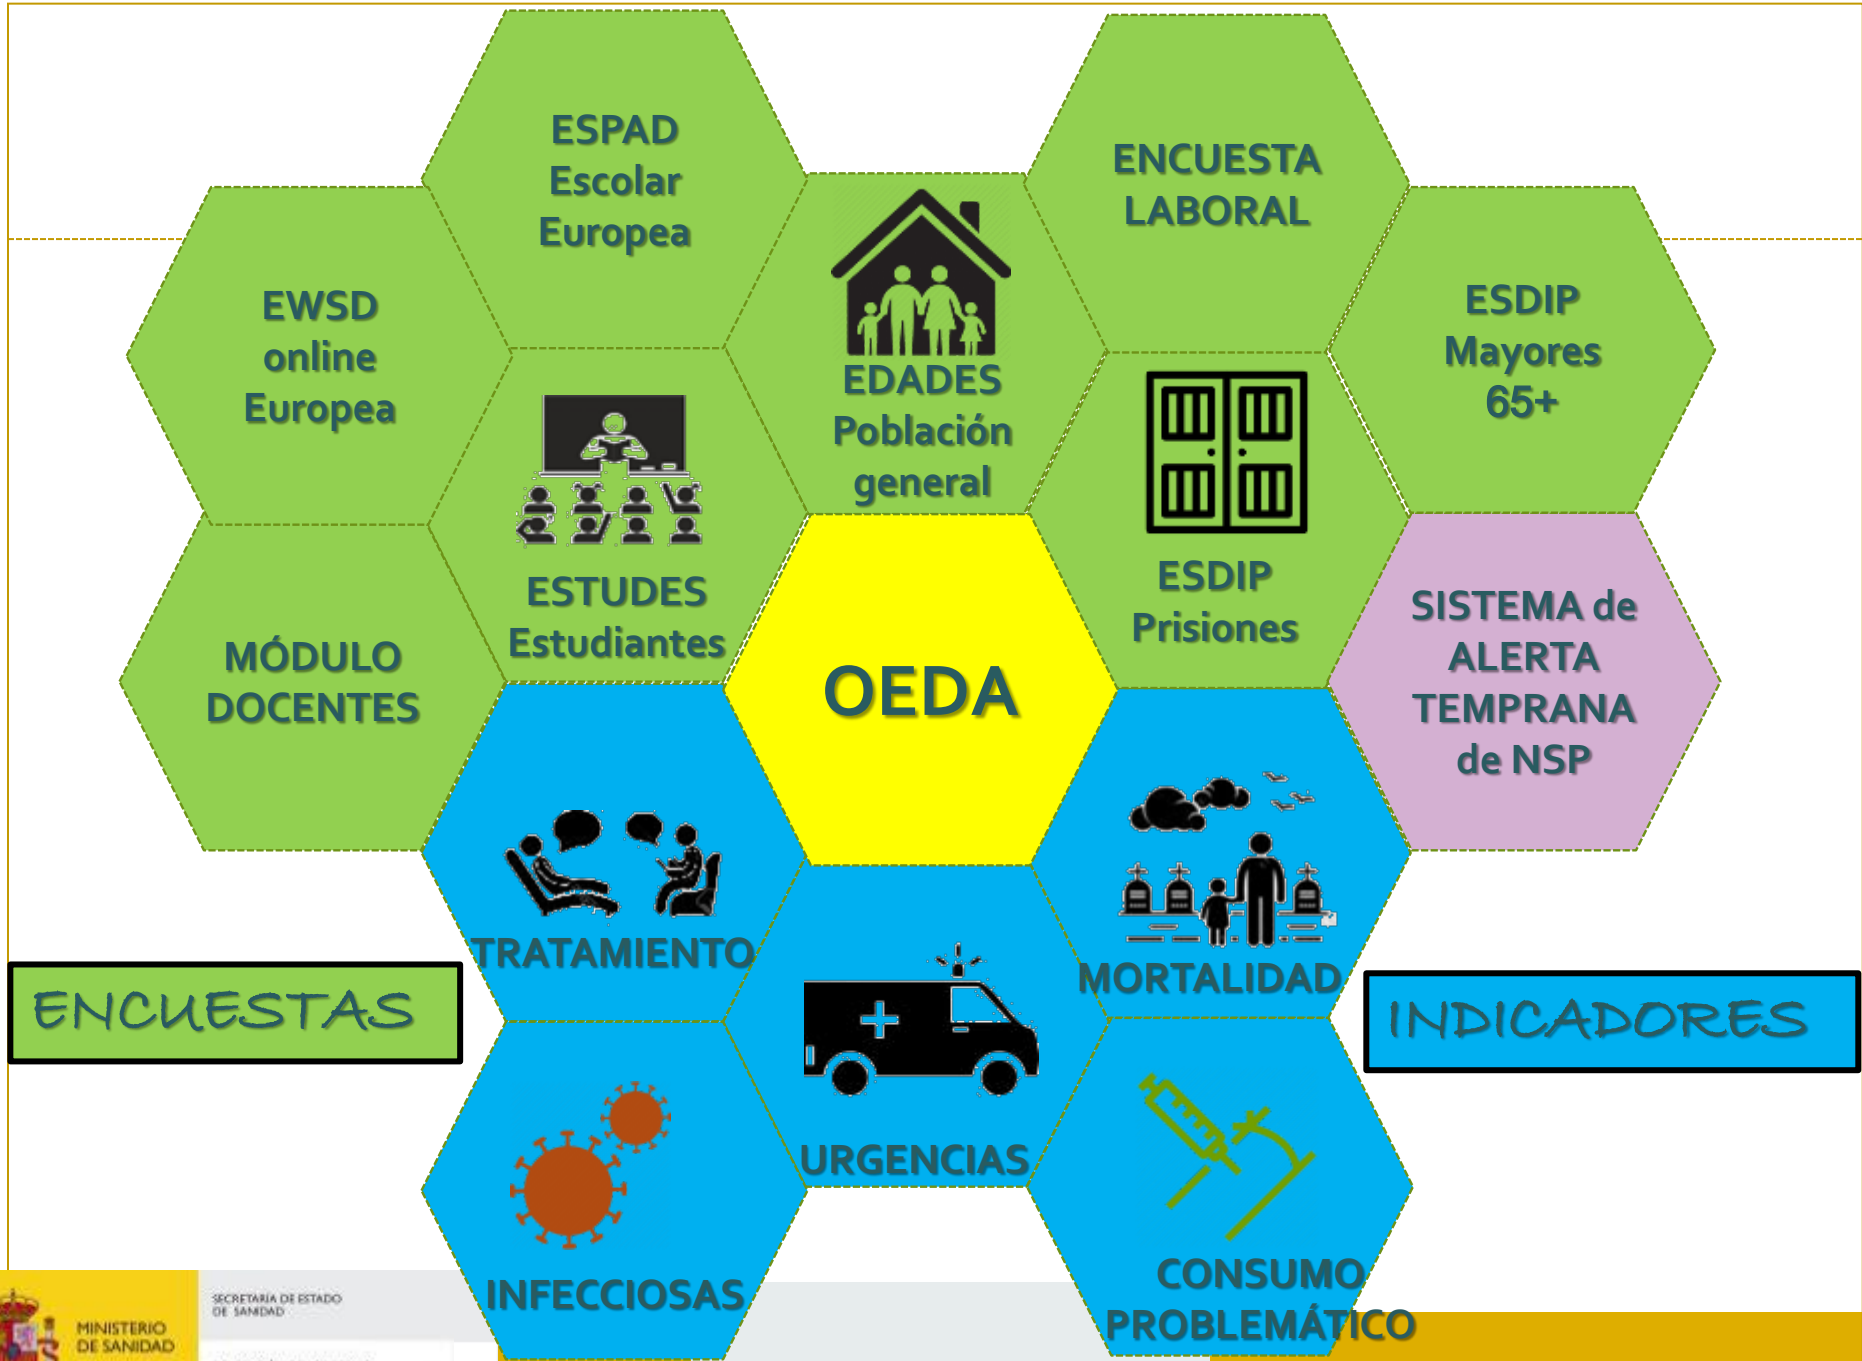 ESPAD
Escolar
Europea
ENCUESTA
LABORAL
EWSD
online
Europea
EDADES
Población
general
ESDIP
Mayores
65+
ESTUDES
Estudiantes
ESDIP
Prisiones
MÓDULO
DOCENTES
OEDA
SISTEMA de
ALERTA
TEMPRANA
de NSP
TRATAMIENTO
MORTALIDAD
ENCUESTAS
INDICADORES
URGENCIAS
INFECCIOSAS
CONSUMO
PROBLEMÁTICO
MINISTERIO
DE SANIDAD
SECRETARÍA DE ESTADO
DE SANIDAD